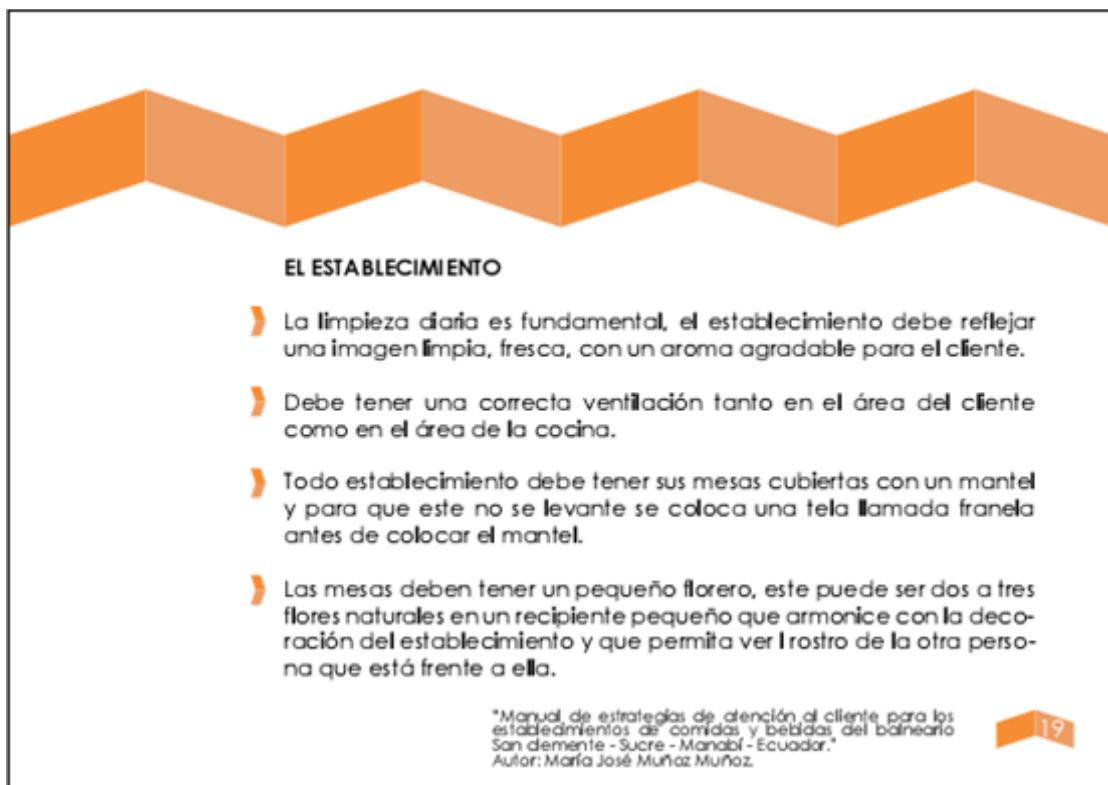 EL ESTABLECIMIENTO
La limpieza diaria es fundamental, el establecimiento debe reflejar
una imagen limpia, fresca, con un aroma agradable para el cliente.
Debe tener una correcta ventilación tanto en el área del cliente
como en el área de la cocina.
Todo establecimiento debe tener sus mesas cubiertas con un mantel
y para que este no se levante se coloca una tela llamada franela
antes de colocar el mantel.
Las mesas deben tener un pequeño florero, este puede ser dos a tres
flores naturales en un recipiente pequeño que armonice con la deco-
ración del establecimiento y que permita ver l rostro de la otra perso-
na que está frente a ella.
"Manual de estrategias de atención al cliente para los
establecimientos de comidas y bebidas del balneario
San clemente - Sucre - Manabí - Ecuador."
Autor: María José Muñoz Muñoz.
19